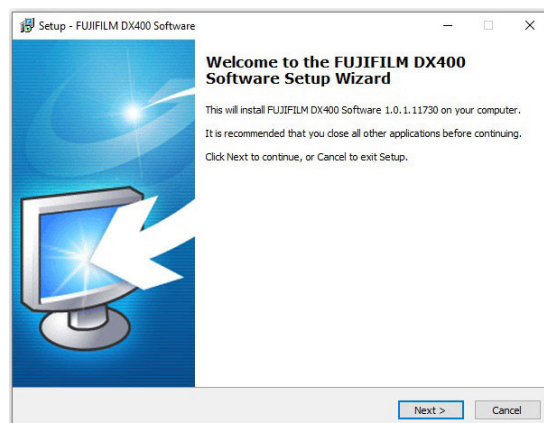 Setup - FUJIFILM DX400 Software
Welcome to the FUJIFILM DX400
Software Setup Wizard
This will install FUJIFILM DX400 Software 1.0.1.11730 on your computer.
It is recommended that you close all other applications before continuing.
Click Next to continue, or Cancel to exit Setup.
Next >
Cancel